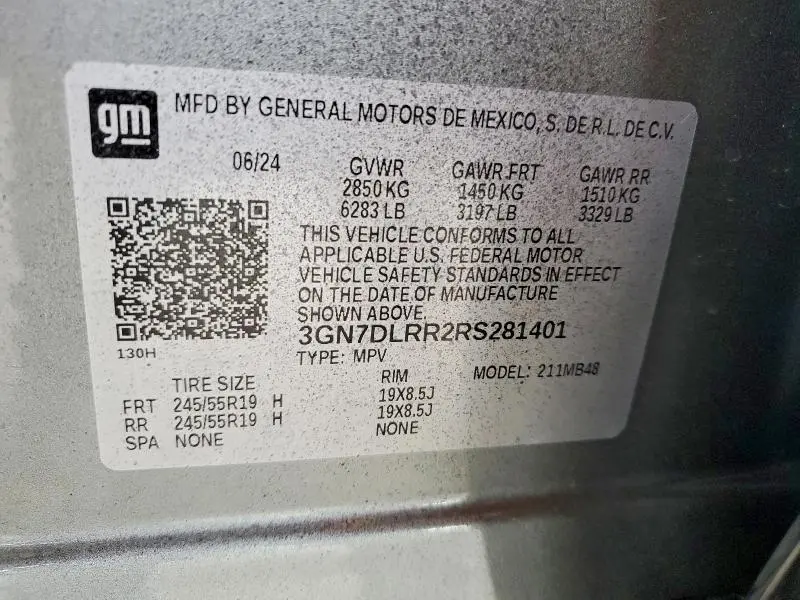 gm
MFD BY GENERAL MOTORS DE MEXICO, S. DE R.L. DE C.V.
06/24 GVWR GAWR FRT GAWR RR
2850 KG 1450 KG 1510 KG
6283 LB 3197 LB 3329 LB
THIS VEHICLE CONFORMS TO ALL
APPLICABLE U.S. FEDERAL MOTOR
VEHICLE SAFETY STANDARDS IN EFFECT
ON THE DATE OF MANUFACTURE
SHOWN ABOVE.
3GN7DLRR2RS281401
130H
TYPE: MPV MODEL: 211MB48
TIRE SIZE RIM
FRT 245/55R19 H 19X8.5J
RR 245/55R19 H 19X8.5J
SPA NONE NONE